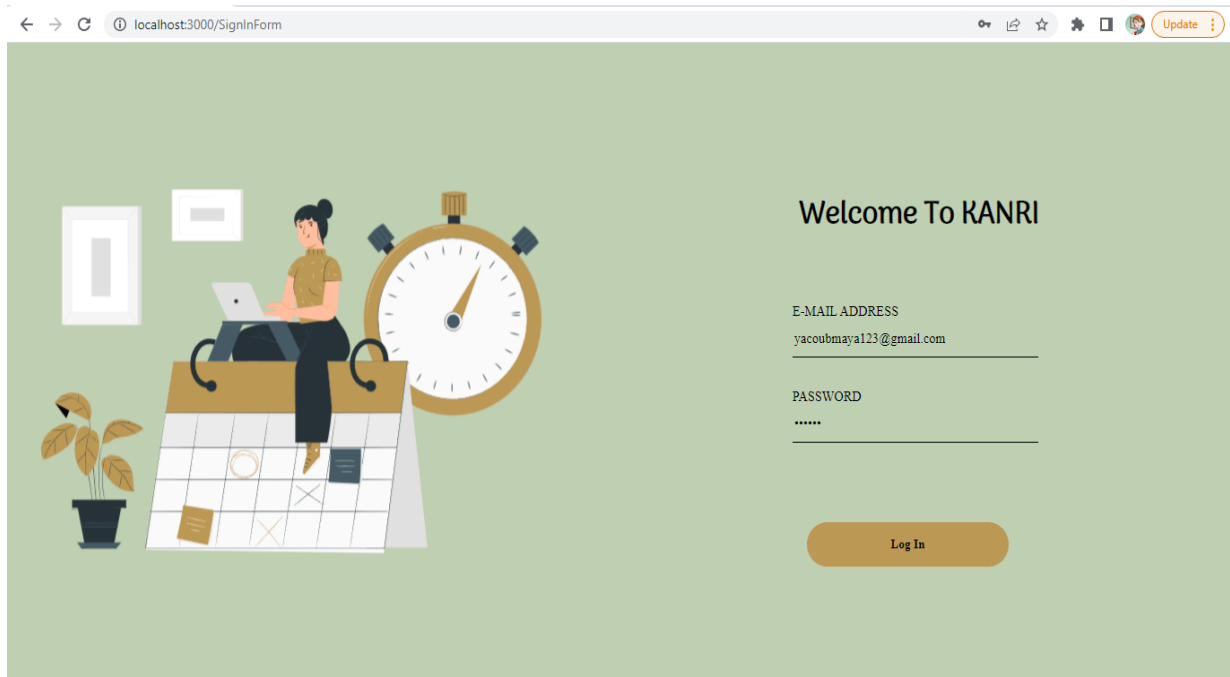 localhost:3000/SignInForm
Update
Welcome To KANRI
E-MAIL ADDRESS
yacoubmaya123@gmail.com
PASSWORD
••••••
Log In